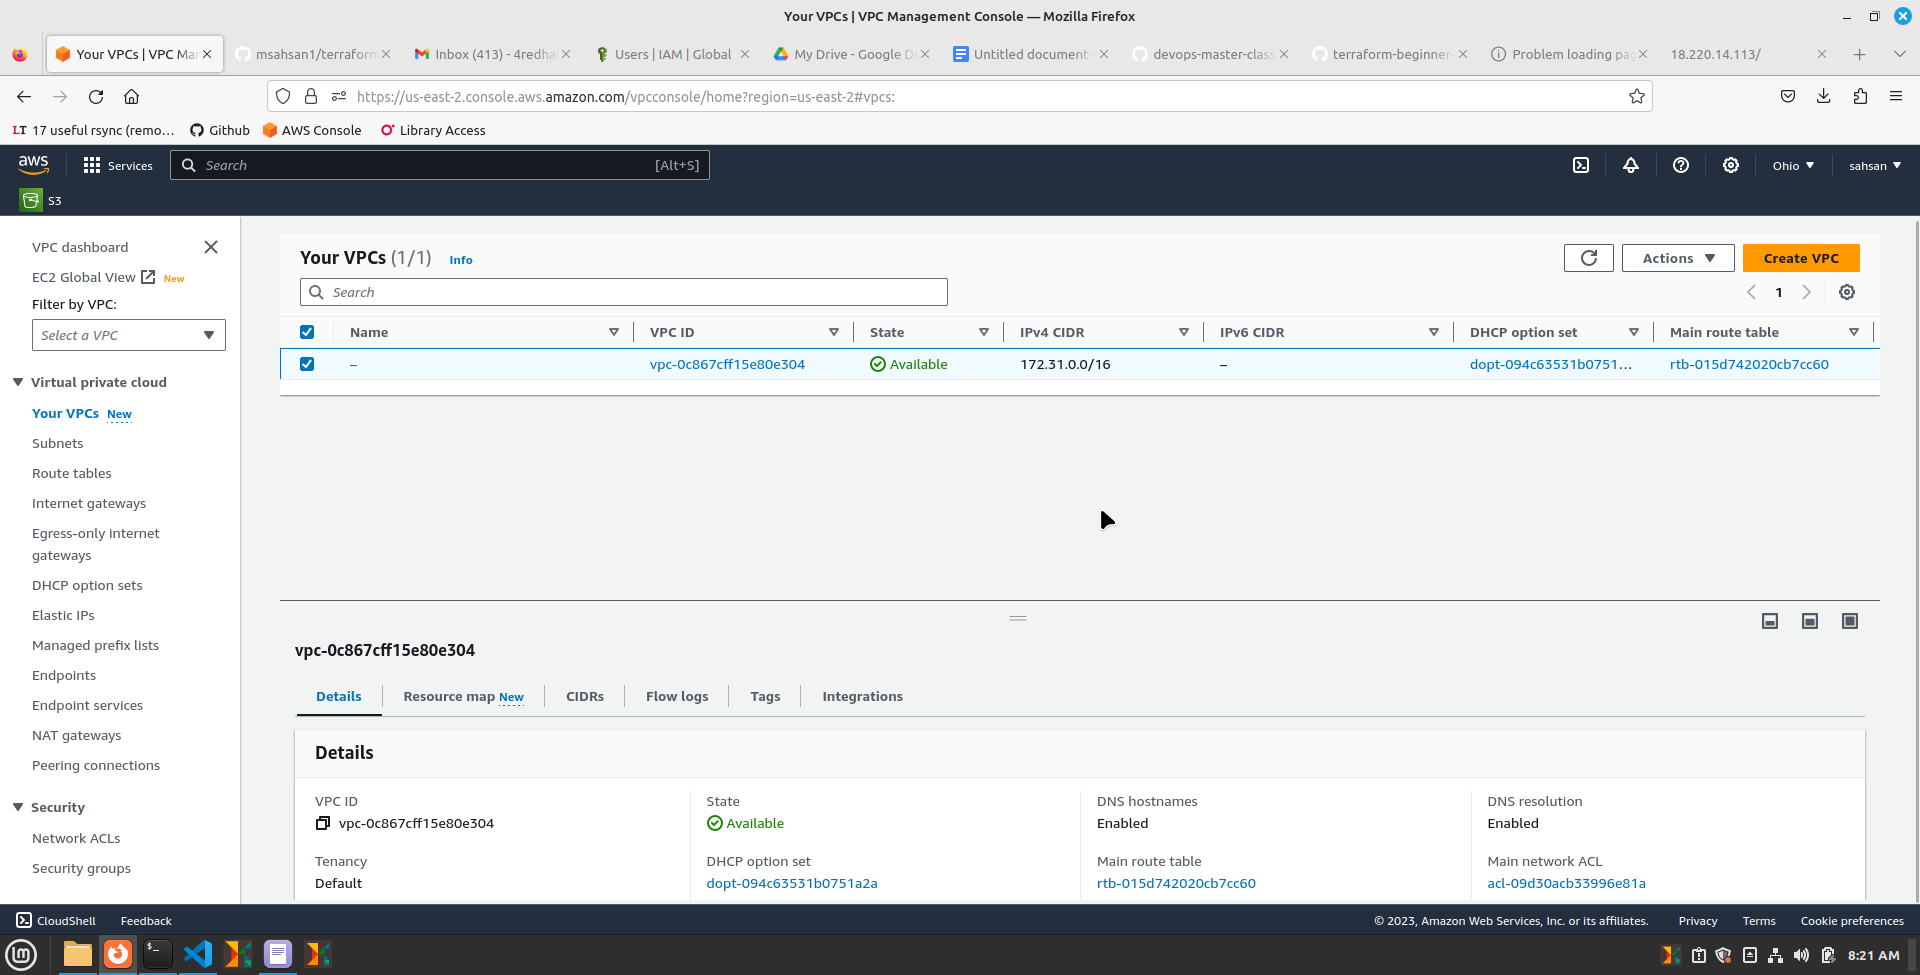 Your VPCs | VPC Management Console — Mozilla Firefox
Your VPCs | VPC Ma
msahsan1/terraform
Inbox (413) - 4redha
Users | IAM | Global
My Drive - Google D
Untitled document
devops-master-class
terraform-beginner-
Problem loading pag
18.220.14.113/
https://us-east-2.console.aws.amazon.com/vpcconsole/home?region=us-east-2#vpcs:
LT 17 useful rsync (remo…
Github
AWS Console
Library Access
aws
Services
Search
[Alt+S]
Ohio
sahsan
S3
VPC dashboard
EC2 Global View New
Filter by VPC:
Select a VPC
Virtual private cloud
Your VPCs New
Subnets
Route tables
Internet gateways
Egress-only internet
gateways
DHCP option sets
Elastic IPs
Managed prefix lists
Endpoints
Endpoint services
NAT gateways
Peering connections
Security
Network ACLs
Security groups
Your VPCs (1/1) Info
Actions
Create VPC
Search
1
Name
VPC ID
State
IPv4 CIDR
IPv6 CIDR
DHCP option set
Main route table
–
vpc-0c867cff15e80e304
Available
172.31.0.0/16
–
dopt-094c63531b0751…
rtb-015d742020cb7cc60
vpc-0c867cff15e80e304
Details
Resource map New
CIDRs
Flow logs
Tags
Integrations
Details
VPC ID
vpc-0c867cff15e80e304
State
Available
DNS hostnames
Enabled
DNS resolution
Enabled
Tenancy
Default
DHCP option set
dopt-094c63531b0751a2a
Main route table
rtb-015d742020cb7cc60
Main network ACL
acl-09d30acb33996e81a
CloudShell
Feedback
© 2023, Amazon Web Services, Inc. or its affiliates.
Privacy
Terms
Cookie preferences
8:21 AM